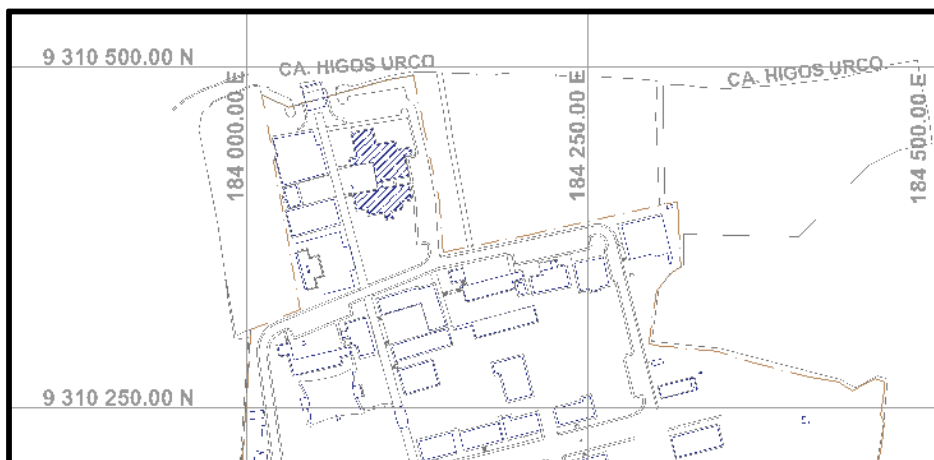 9 310 500.00 N
CA. HIGOS URCO
CA. HIGOS URCO
184 000.00 E
184 250.00 E
184 500.00 E
9 310 250.00 N